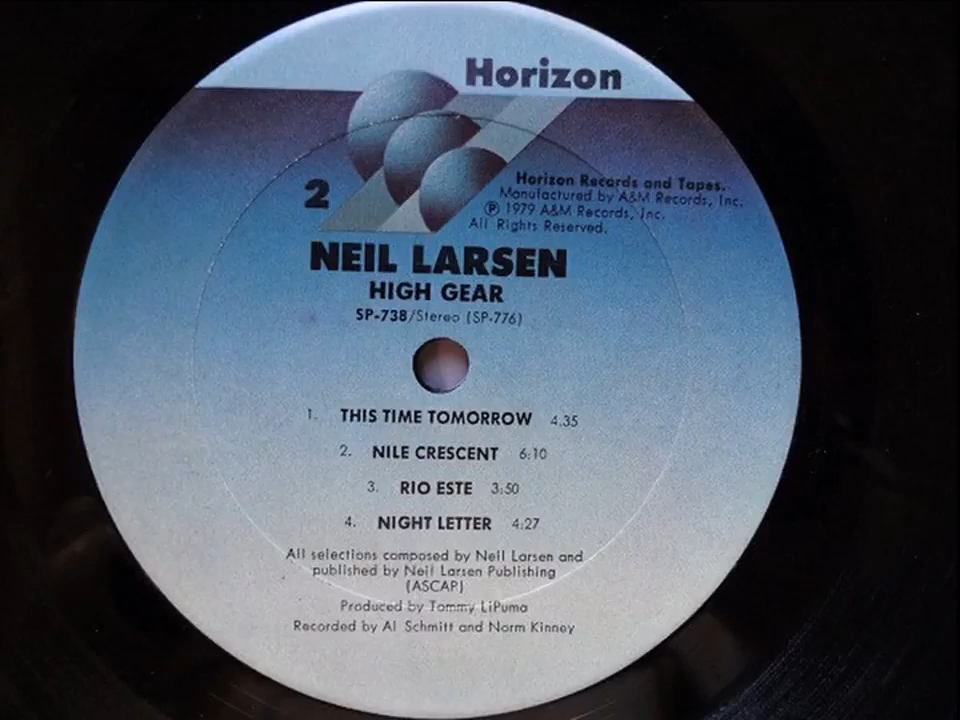 Horizon
2
Horizon Records and Tapes.
Manufactured by A&M Records, Inc.
℗ 1979 A&M Records, Inc.
All Rights Reserved.
NEIL LARSEN
HIGH GEAR
SP-738/Stereo (SP-776)
1. THIS TIME TOMORROW 4.35
2. NILE CRESCENT 6:10
3. RIO ESTE 3:50
4. NIGHT LETTER 4:27
All selections composed by Neil Larsen and
published by Neil Larsen Publishing
(ASCAP)
Produced by Tommy LiPuma
Recorded by Al Schmitt and Norm Kinney